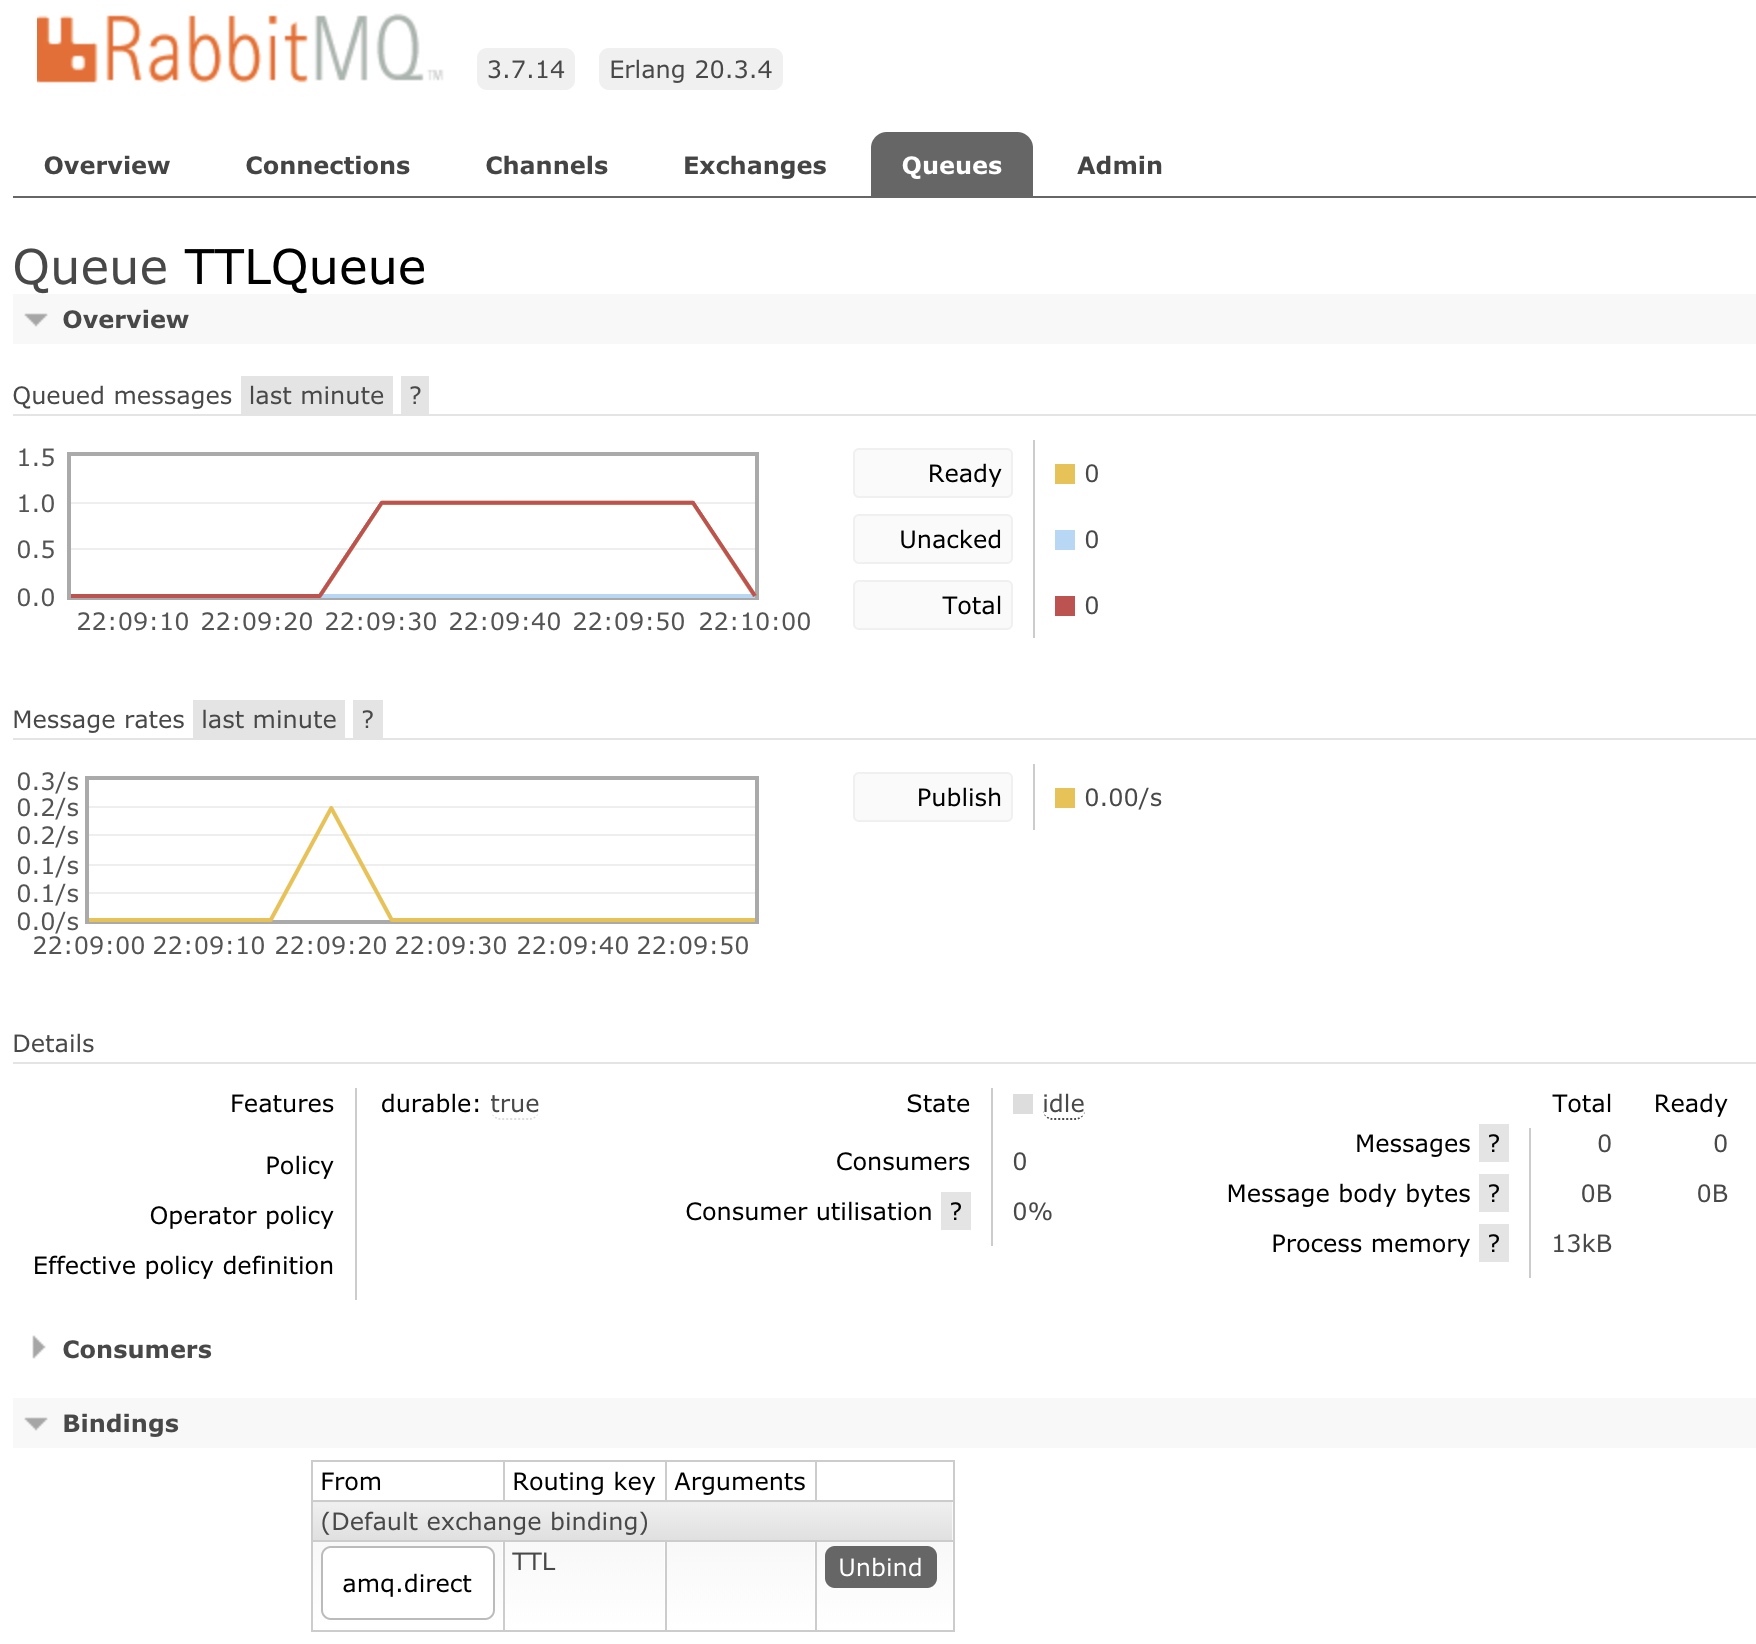 RabbitMQ™ 3.7.14 Erlang 20.3.4
Overview Connections Channels Exchanges Queues Admin
Queue TTLQueue
Overview
Queued messages last minute ?
1.5
1.0
0.5
0.0
22:09:10 22:09:20 22:09:30 22:09:40 22:09:50 22:10:00
Ready 0
Unacked 0
Total 0
Message rates last minute ?
0.3/s
0.2/s
0.2/s
0.1/s
0.1/s
0.0/s
22:09:00 22:09:10 22:09:20 22:09:30 22:09:40 22:09:50
Publish 0.00/s
Details
Features durable: true
Policy
Operator policy
Effective policy definition
State idle
Consumers 0
Consumer utilisation ? 0%
Total Ready
Messages ? 0 0
Message body bytes ? 0B 0B
Process memory ? 13kB
Consumers
Bindings
From Routing key Arguments
(Default exchange binding)
amq.direct TTL Unbind